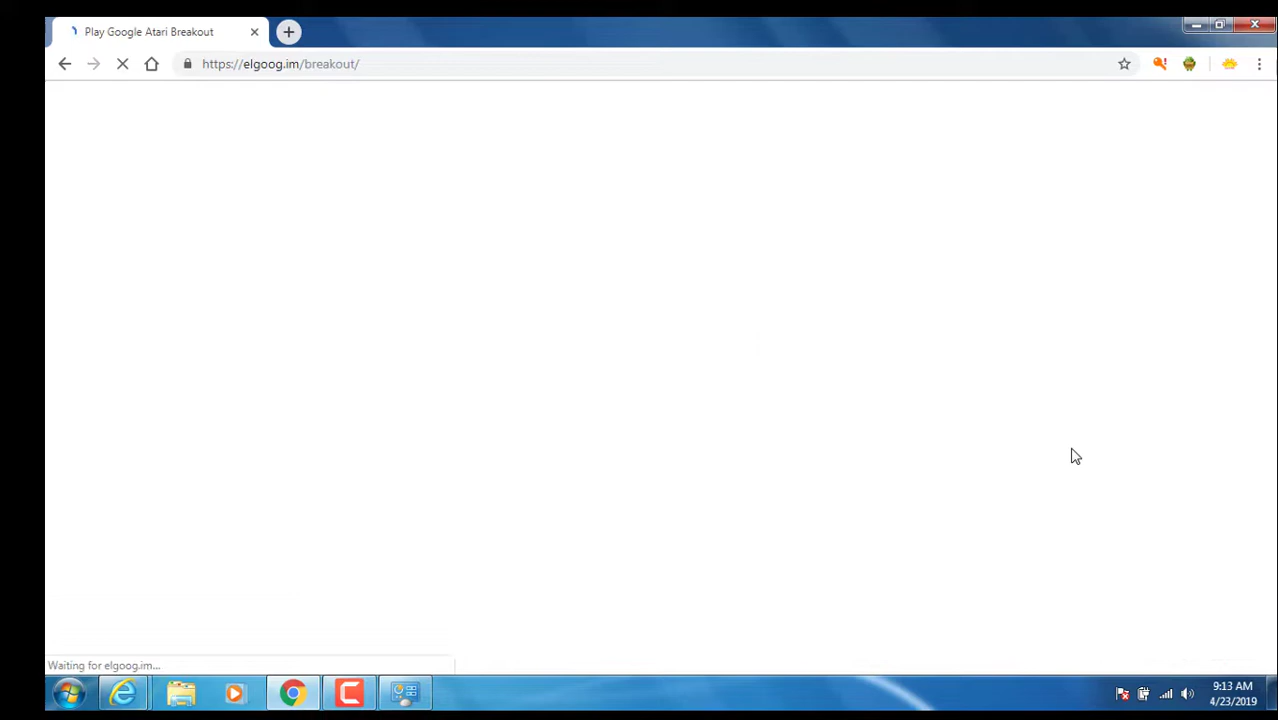 Play Google Atari Breakout
https://elgoog.im/breakout/
Waiting for elgoog.im...
9:13 AM
4/23/2019